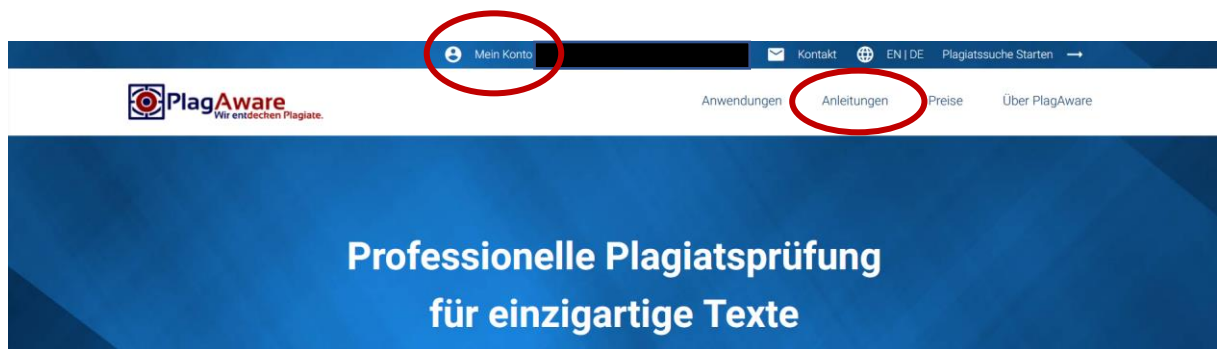 Mein Konto Kontakt EN | DE Plagiatssuche Starten →
PlagAware
Wir entdecken Plagiate.
Anwendungen Anleitungen Preise Über PlagAware
Professionelle Plagiatsprüfung
für einzigartige Texte